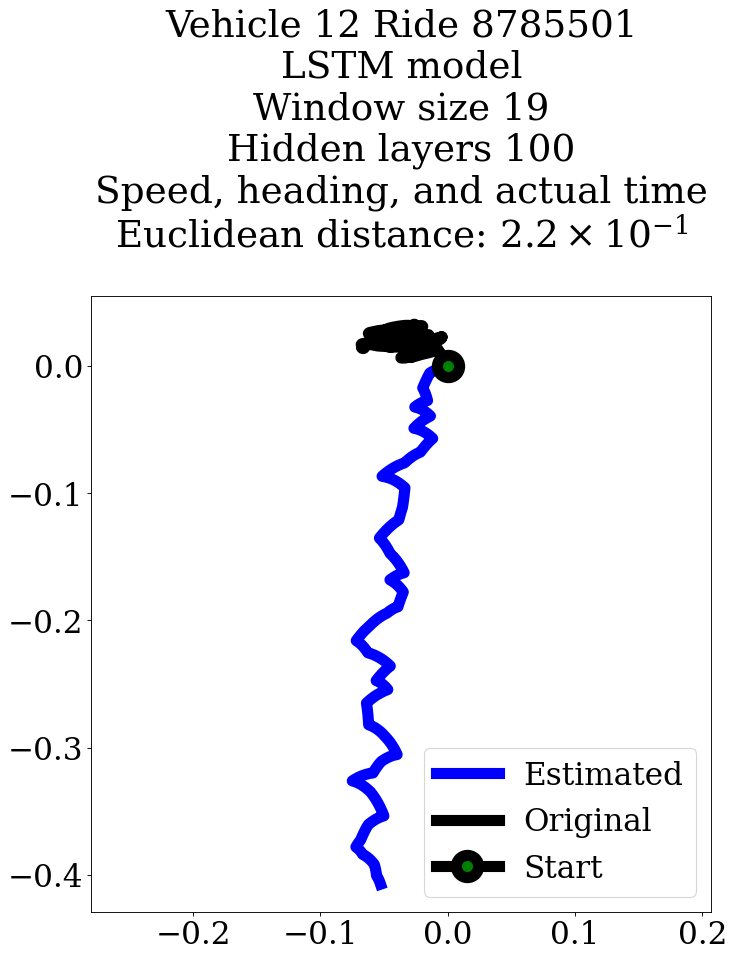 Vehicle 12 Ride 8785501
LSTM model
Window size 19
Hidden layers 100
Speed, heading, and actual time
Euclidean distance: 2.2 × 10⁻¹
0.0
−0.1
−0.2
−0.3
−0.4
Estimated
Original
Start
−0.2 −0.1 0.0 0.1 0.2